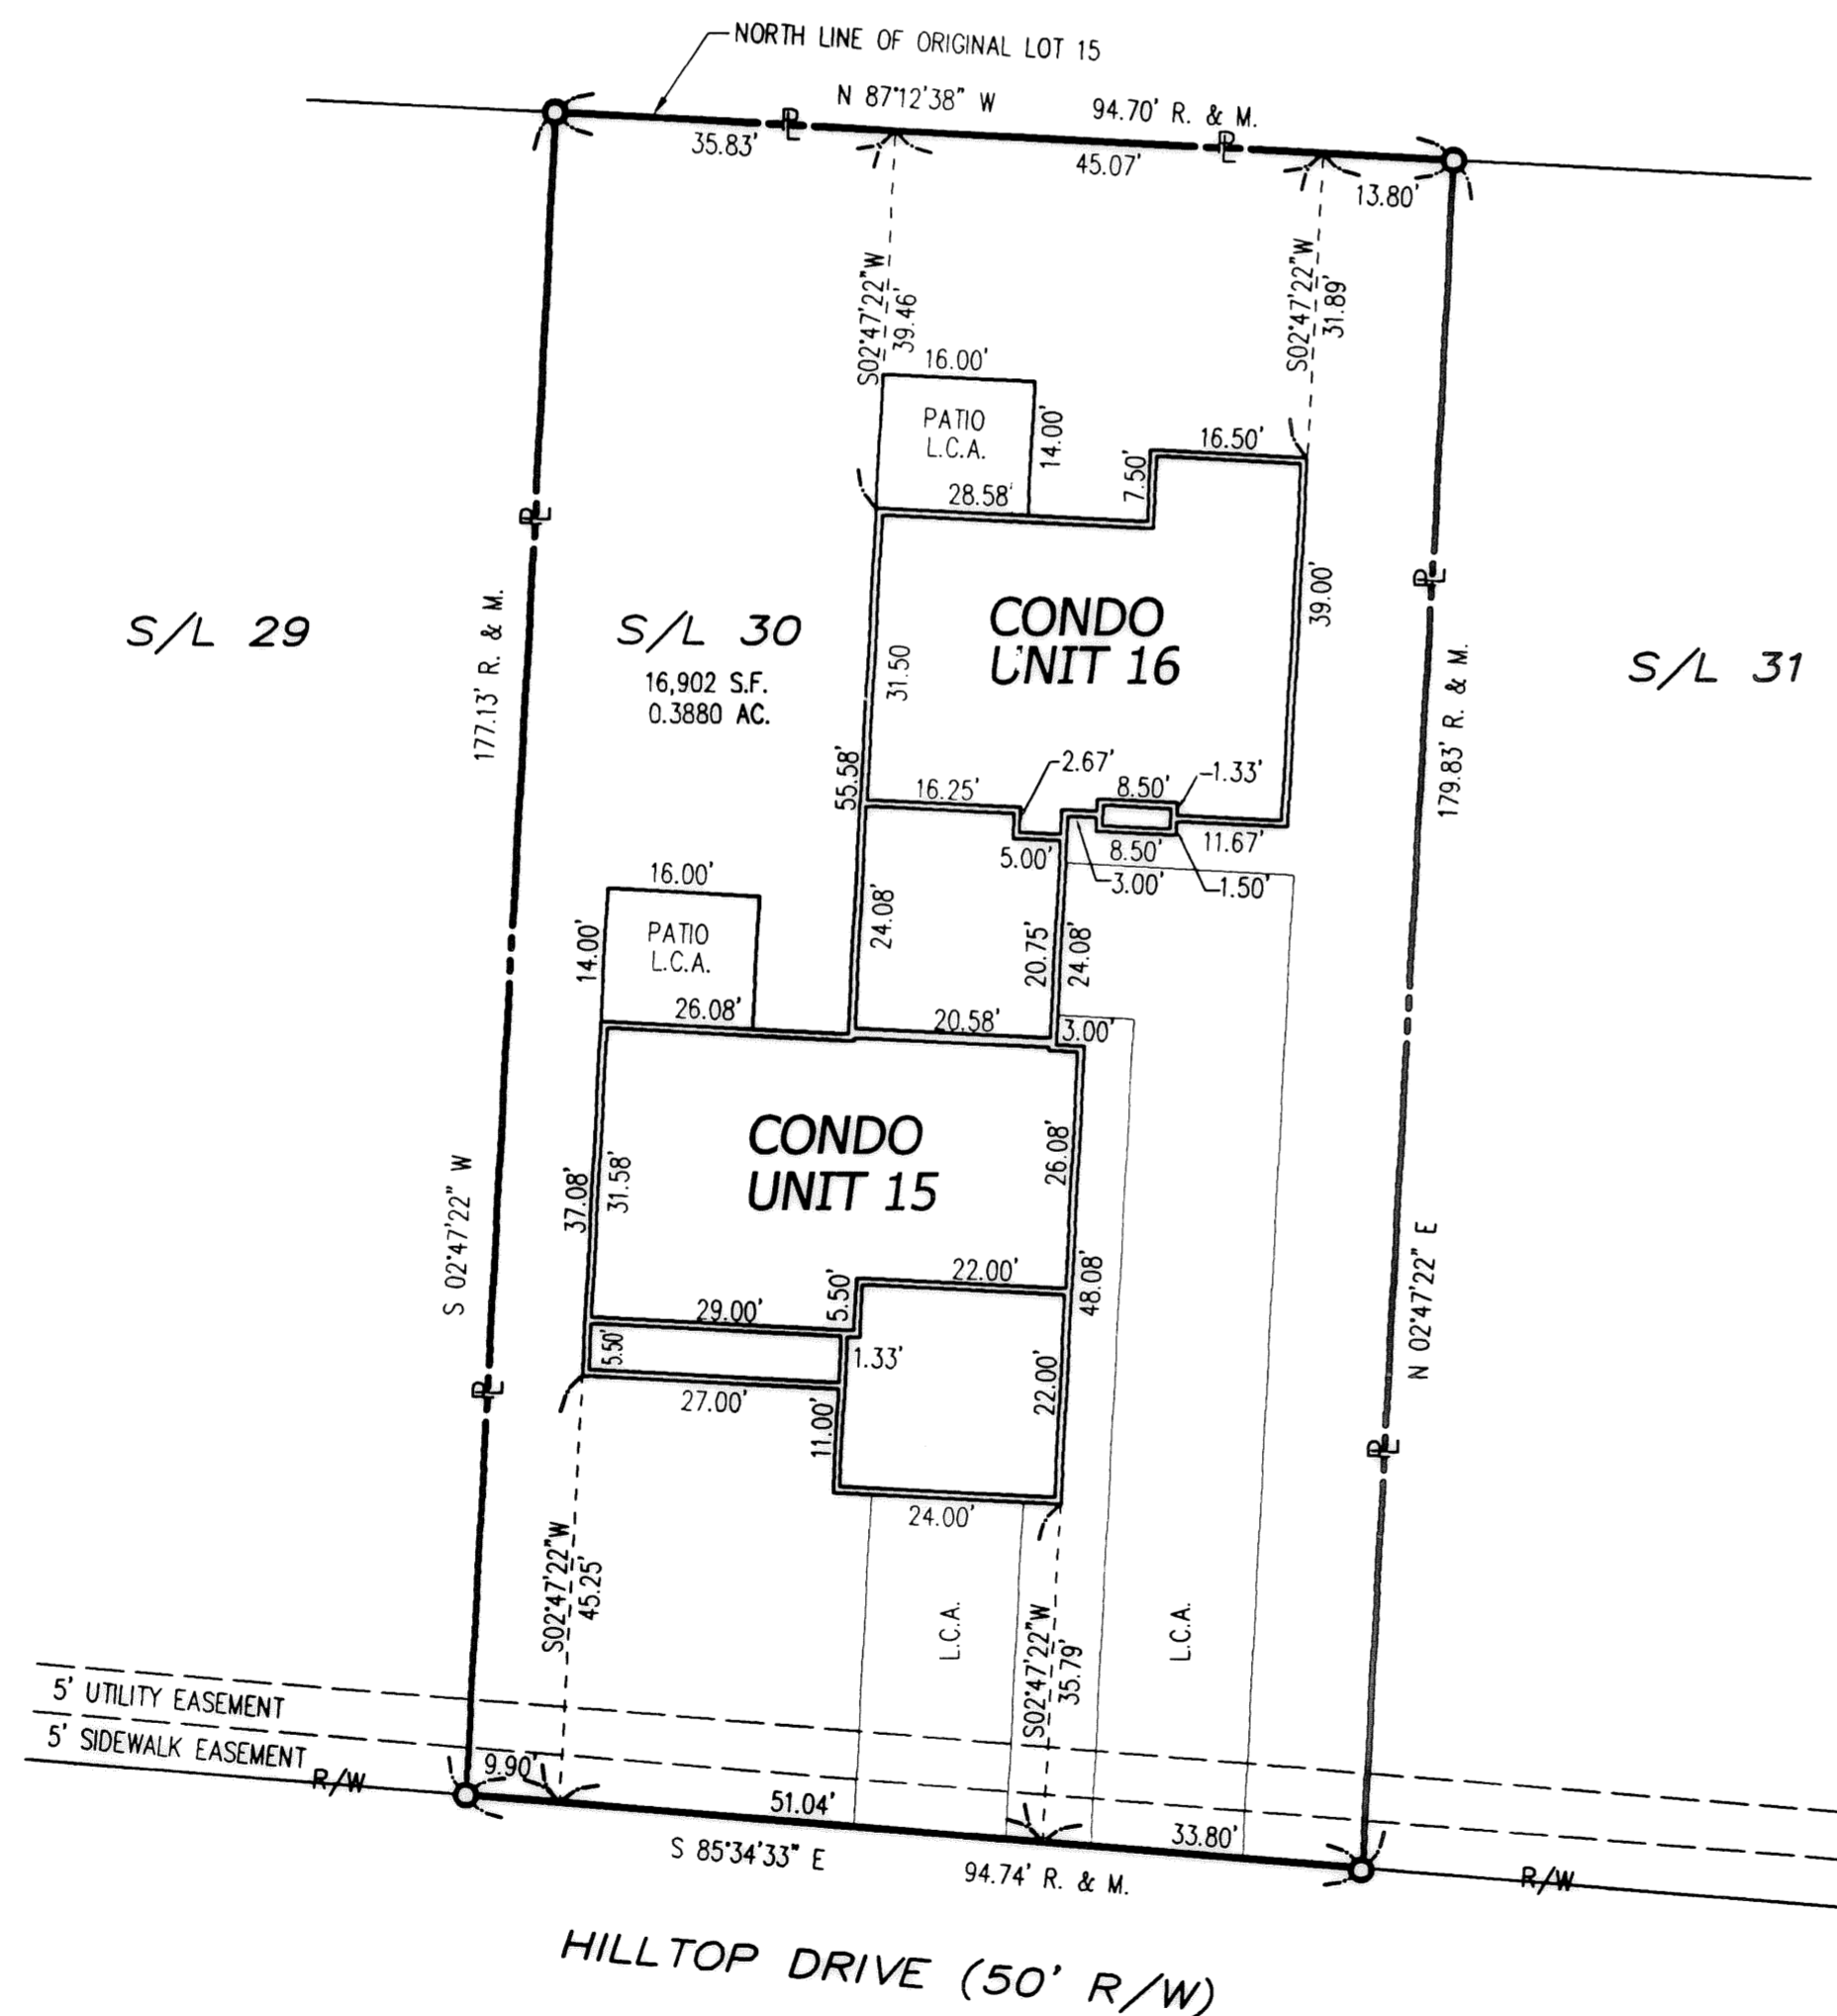 NORTH LINE OF ORIGINAL LOT 15
N 87°12'38" W
94.70' R. & M.
35.83'
45.07'
13.80'
S02°47'22"W
39.46'
S02°47'22"W
31.89'
16.00'
PATIO
L.C.A.
14.00'
28.58'
7.50'
16.50'
39.00'
CONDO
UNIT 16
31.50
S/L 29
S/L 30
16,902 S.F.
0.3880 AC.
S/L 31
177.13' R. & M.
179.83' R. & M.
55.58'
16.25'
2.67'
8.50'
1.33'
5.00'
8.50'
11.67'
3.00'
1.50'
24.08'
20.75'
24.08'
16.00'
PATIO
L.C.A.
14.00'
26.08'
20.58'
3.00'
CONDO
UNIT 15
37.08'
31.58'
26.08'
22.00'
48.08'
29.00'
5.50'
5.50'
1.33'
27.00'
11.00'
22.00'
24.00'
S 02°47'22" W
N 02°47'22" E
S02°47'22"W
45.25'
L.C.A.
S02°47'22"W
35.79'
L.C.A.
5' UTILITY EASEMENT
5' SIDEWALK EASEMENT
R/W
9.90'
51.04'
33.80'
S 85°34'33" E
94.74' R. & M.
R/W
HILLTOP DRIVE (50' R/W)